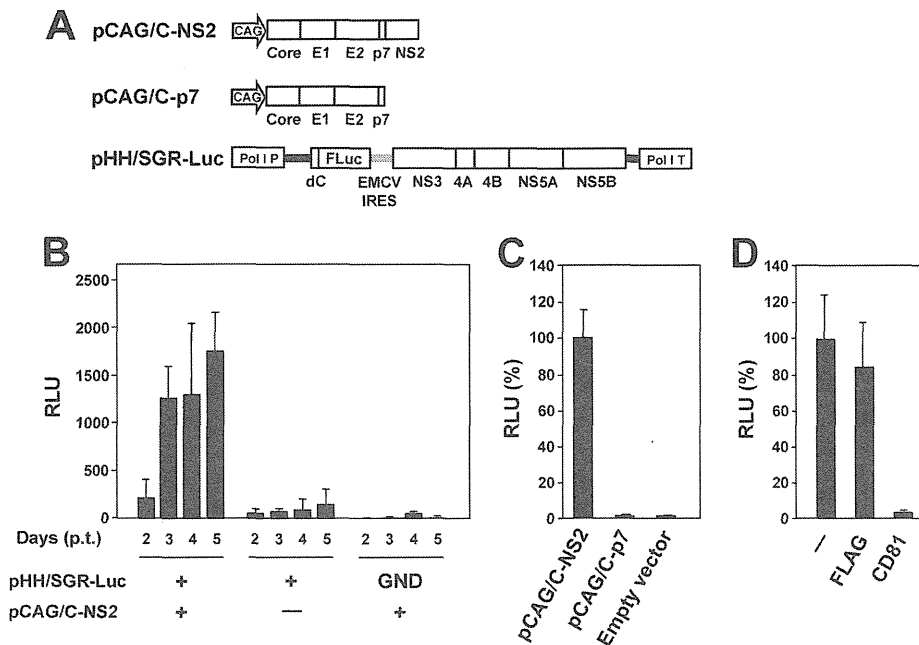 A
pCAG/C-NS2
CAG
Core E1 E2 p7 NS2
pCAG/C-p7
CAG
Core E1 E2 p7
pHH/SGR-Luc
Pol I P FLuc Pol I T
dC EMCV IRES NS3 4A 4B NS5A NS5B
B
2500
2000
1500
1000
500
0
RLU
Days (p.t.) 2 3 4 5 2 3 4 5 2 3 4 5
pHH/SGR-Luc + + GND
pCAG/C-NS2 + — +
C
140
120
100
80
60
40
20
0
RLU (%)
pCAG/C-NS2
pCAG/C-p7
Empty vector
D
140
120
100
80
60
40
20
0
RLU (%)
—
FLAG
CD81